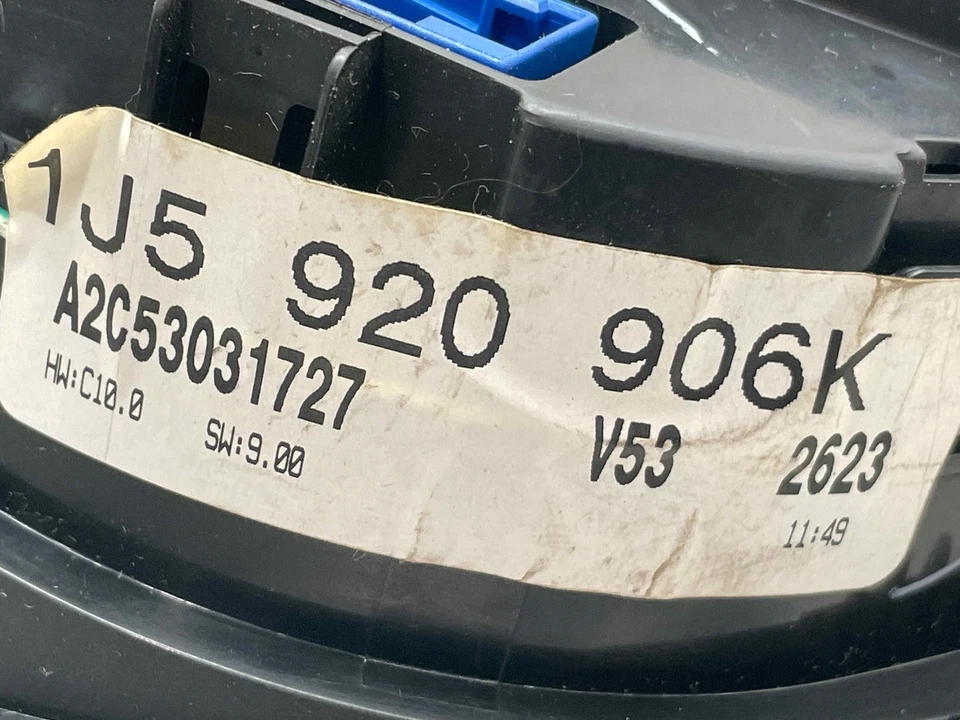 1J5 920 906K
A2C53031727 V53 2623
HW:C10.0 SW:9.00 11:49